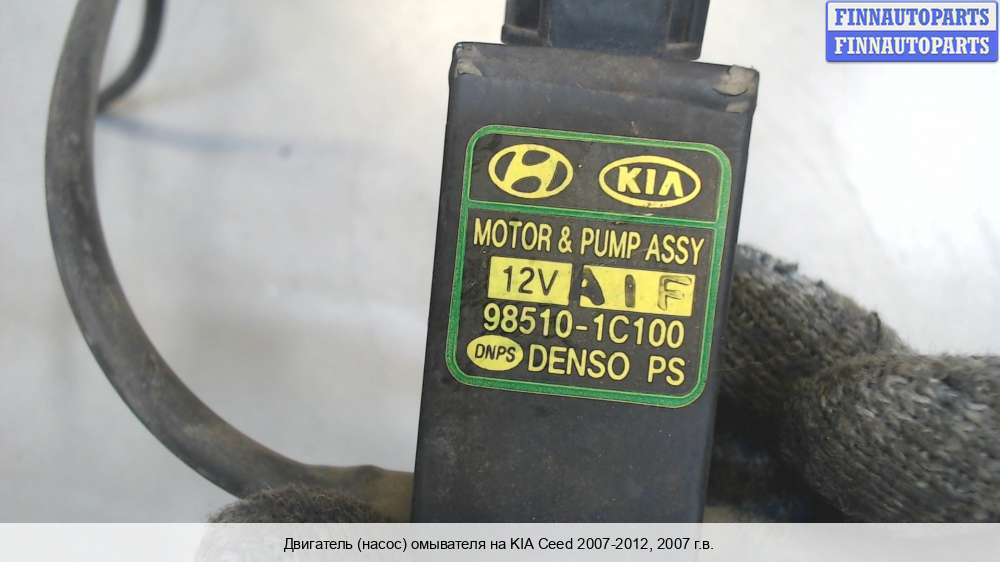 FINNAUTOPARTS
FINNAUTOPARTS
KIA
MOTOR & PUMP ASSY
12V AIF
98510-1C100
DNPS DENSO PS
Двигатель (насос) омывателя на KIA Ceed 2007-2012, 2007 г.в.